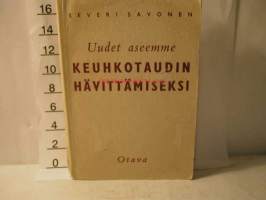 SEVERI SAVONEN
Uudet aseemme
KEUHKOTAUDIN
HÄVITTÄMISEKSI
Otava
16
14
12
10
8
6
4
2
0